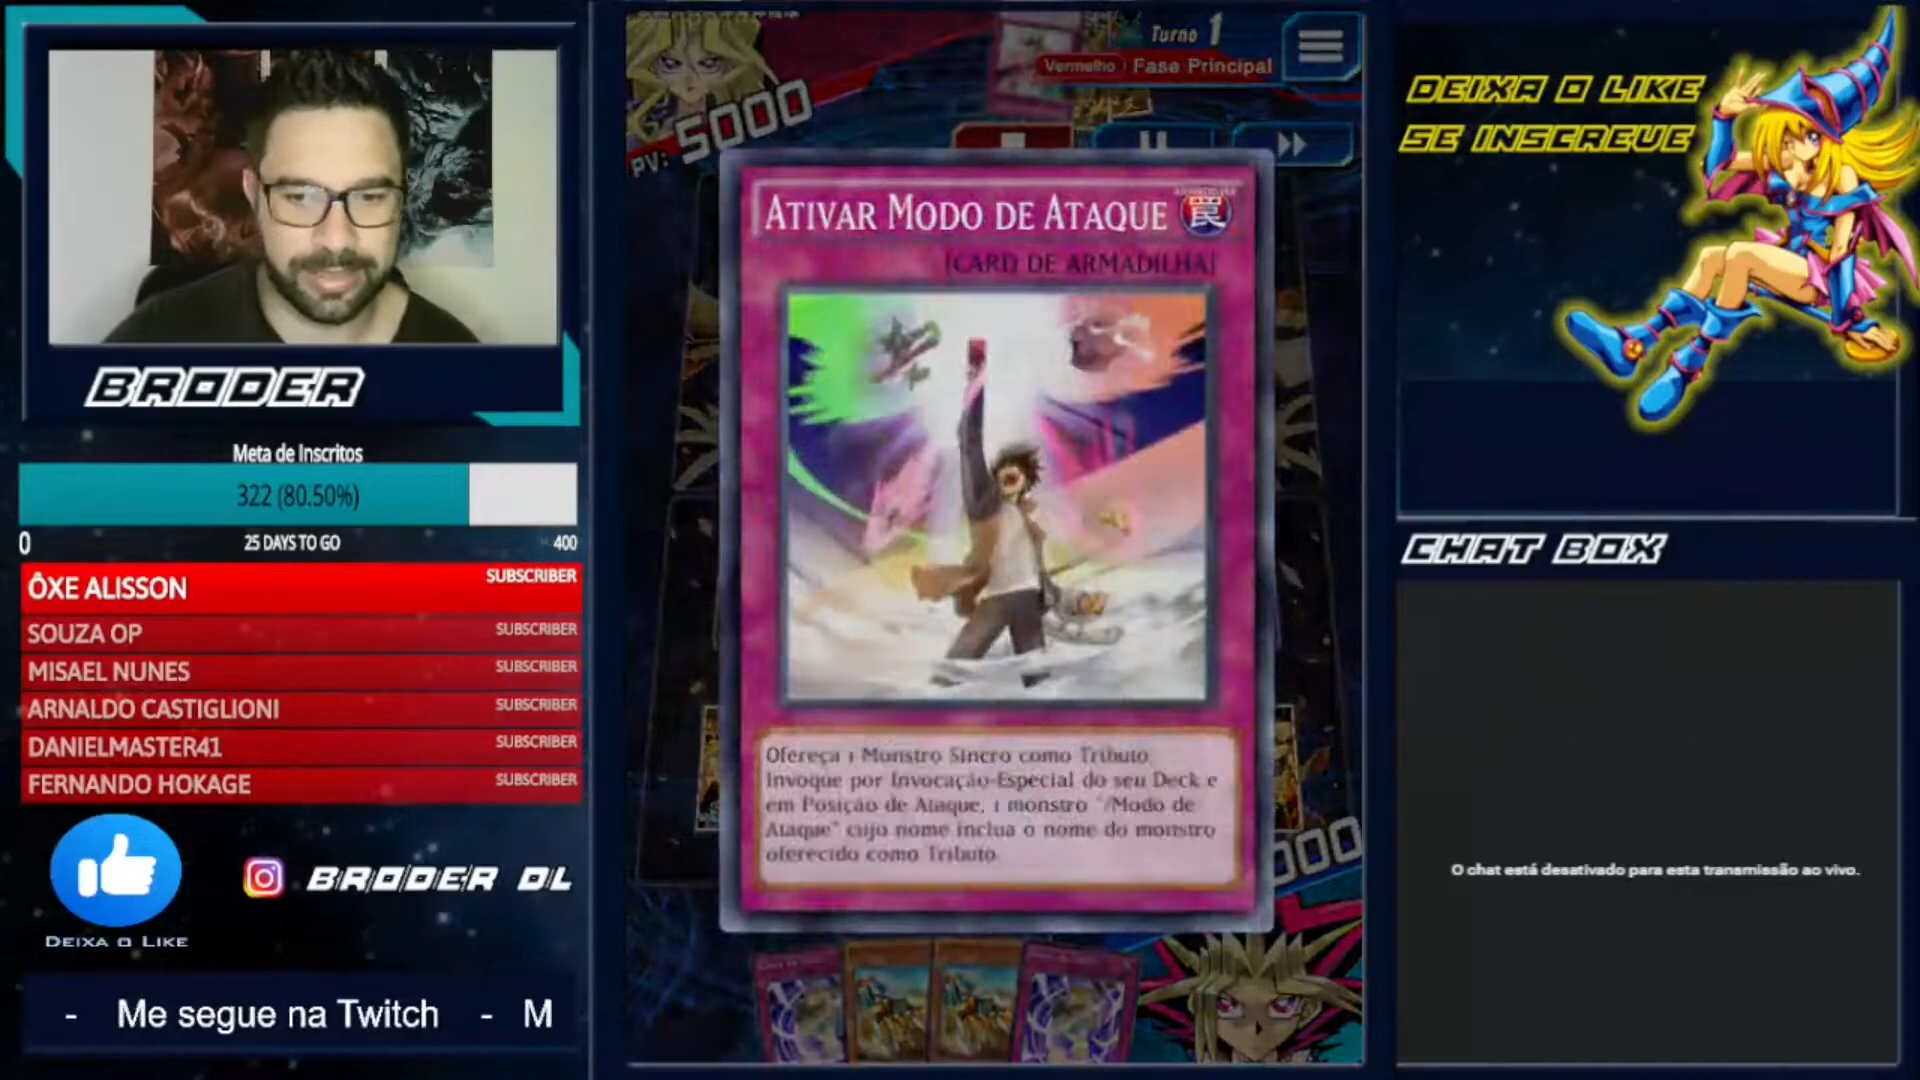 BRODER
Meta de Inscritos
322 (80.50%)
0
25 DAYS TO GO
400
ÔXE ALISSON
SUBSCRIBER
SOUZA OP
SUBSCRIBER
MISAEL NUNES
SUBSCRIBER
ARNALDO CASTIGLIONI
SUBSCRIBER
DANIELMASTER41
SUBSCRIBER
FERNANDO HOKAGE
SUBSCRIBER
DEIXA O LIKE
BRODER DL
- Me segue na Twitch - M
Turno 1
Vermelho : Fase Principal
PV: 5000
ATIVAR MODO DE ATAQUE
罠
[CARD DE ARMADILHA]
Ofereça 1 Monstro Sincro como Tributo;
Invoque por Invocação-Especial do seu Deck e
em Posição de Ataque, 1 monstro "/Modo de
Ataque" cujo nome inclua o nome do monstro
oferecido como Tributo.
000
DEIXA O LIKE
SE INSCREVE
CHAT BOX
O chat está desativado para esta transmissão ao vivo.